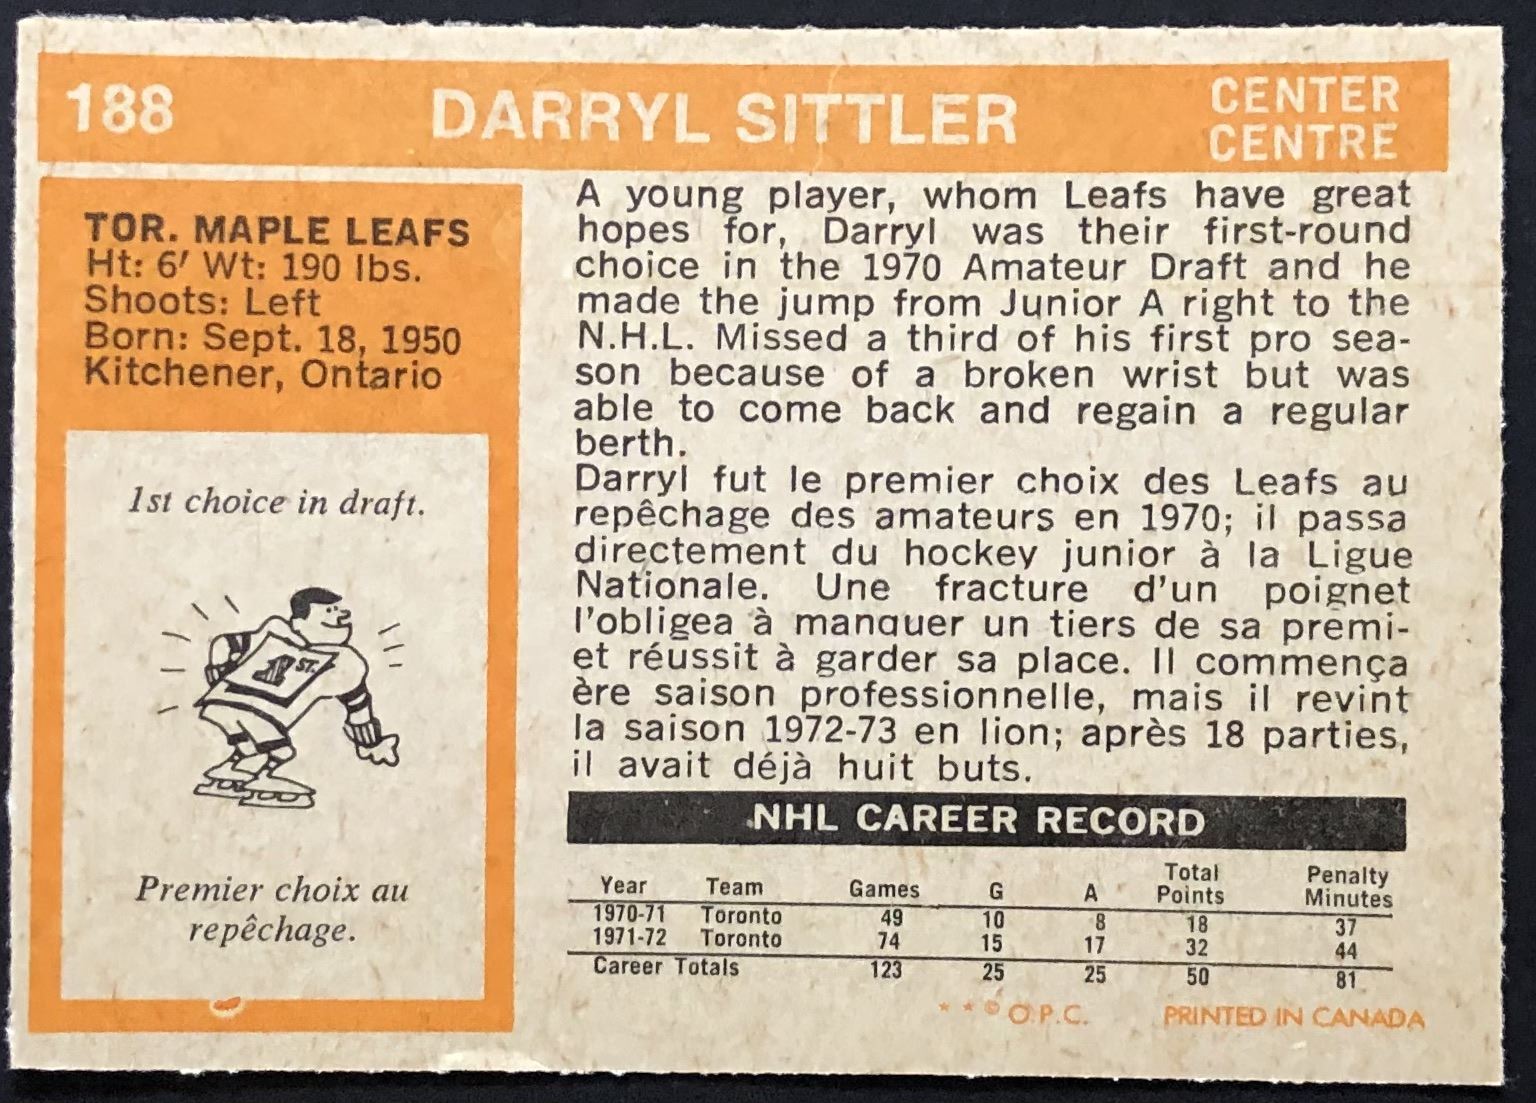 188
DARRYL SITTLER
CENTER
CENTRE
TOR. MAPLE LEAFS
Ht: 6' Wt: 190 lbs.
Shoots: Left
Born: Sept. 18, 1950
Kitchener, Ontario
1st choice in draft.
1ST.
Premier choix au
repêchage.
A young player, whom Leafs have great
hopes for, Darryl was their first-round
choice in the 1970 Amateur Draft and he
made the jump from Junior A right to the
N.H.L. Missed a third of his first pro sea-
son because of a broken wrist but was
able to come back and regain a regular
berth.
Darryl fut le premier choix des Leafs au
repêchage des amateurs en 1970; il passa
directement du hockey junior à la Ligue
Nationale. Une fracture d'un poignet
l'obligea à manquer un tiers de sa premi-
et réussit à garder sa place. Il commença
ère saison professionnelle, mais il revint
la saison 1972-73 en lion; après 18 parties,
il avait déjà huit buts.
NHL CAREER RECORD
Year Team Games G A Total Points Penalty Minutes
1970-71 Toronto 49 10 8 18 37
1971-72 Toronto 74 15 17 32 44
Career Totals 123 25 25 50 81
* * © O.P.C. PRINTED IN CANADA